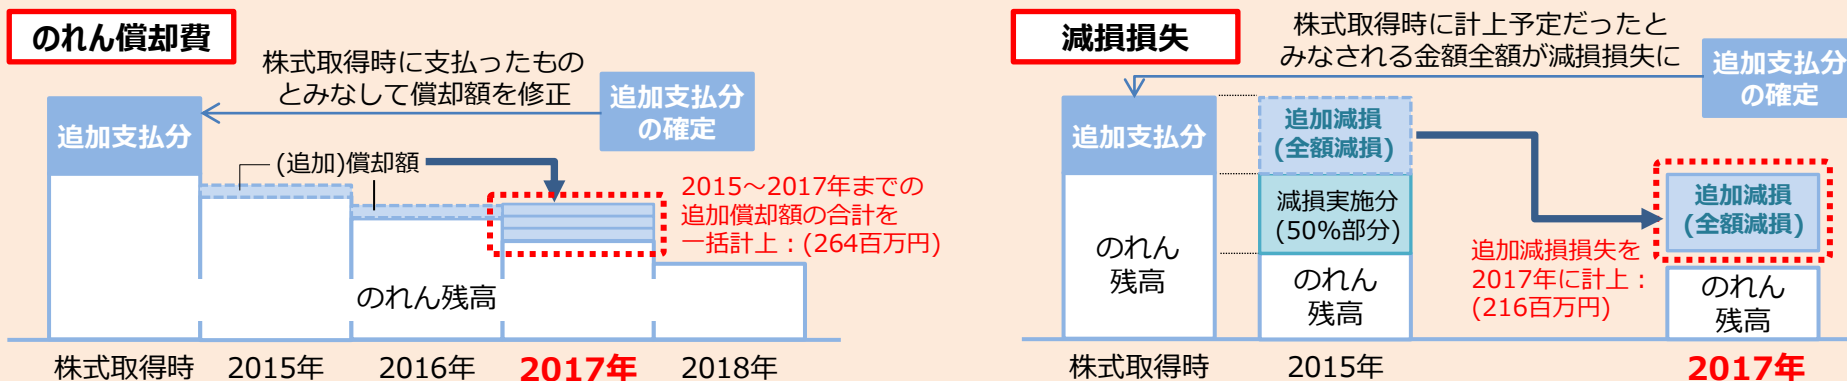 のれん償却費
株式取得時に支払ったもの
とみなして償却額を修正
追加支払分
の確定
追加支払分
(追加)償却額
2015～2017年までの
追加償却額の合計を
一括計上：(264百万円)
のれん残高
株式取得時
2015年
2016年
2017年
2018年
減損損失
株式取得時に計上予定だったと
みなされる金額全額が減損損失に
追加支払分
の確定
追加支払分
のれん
残高
追加減損
(全額減損)
減損実施分
(50%部分)
のれん
残高
追加減損
(全額減損)
追加減損損失を
2017年に計上：
(216百万円)
のれん
残高
株式取得時
2015年
2017年